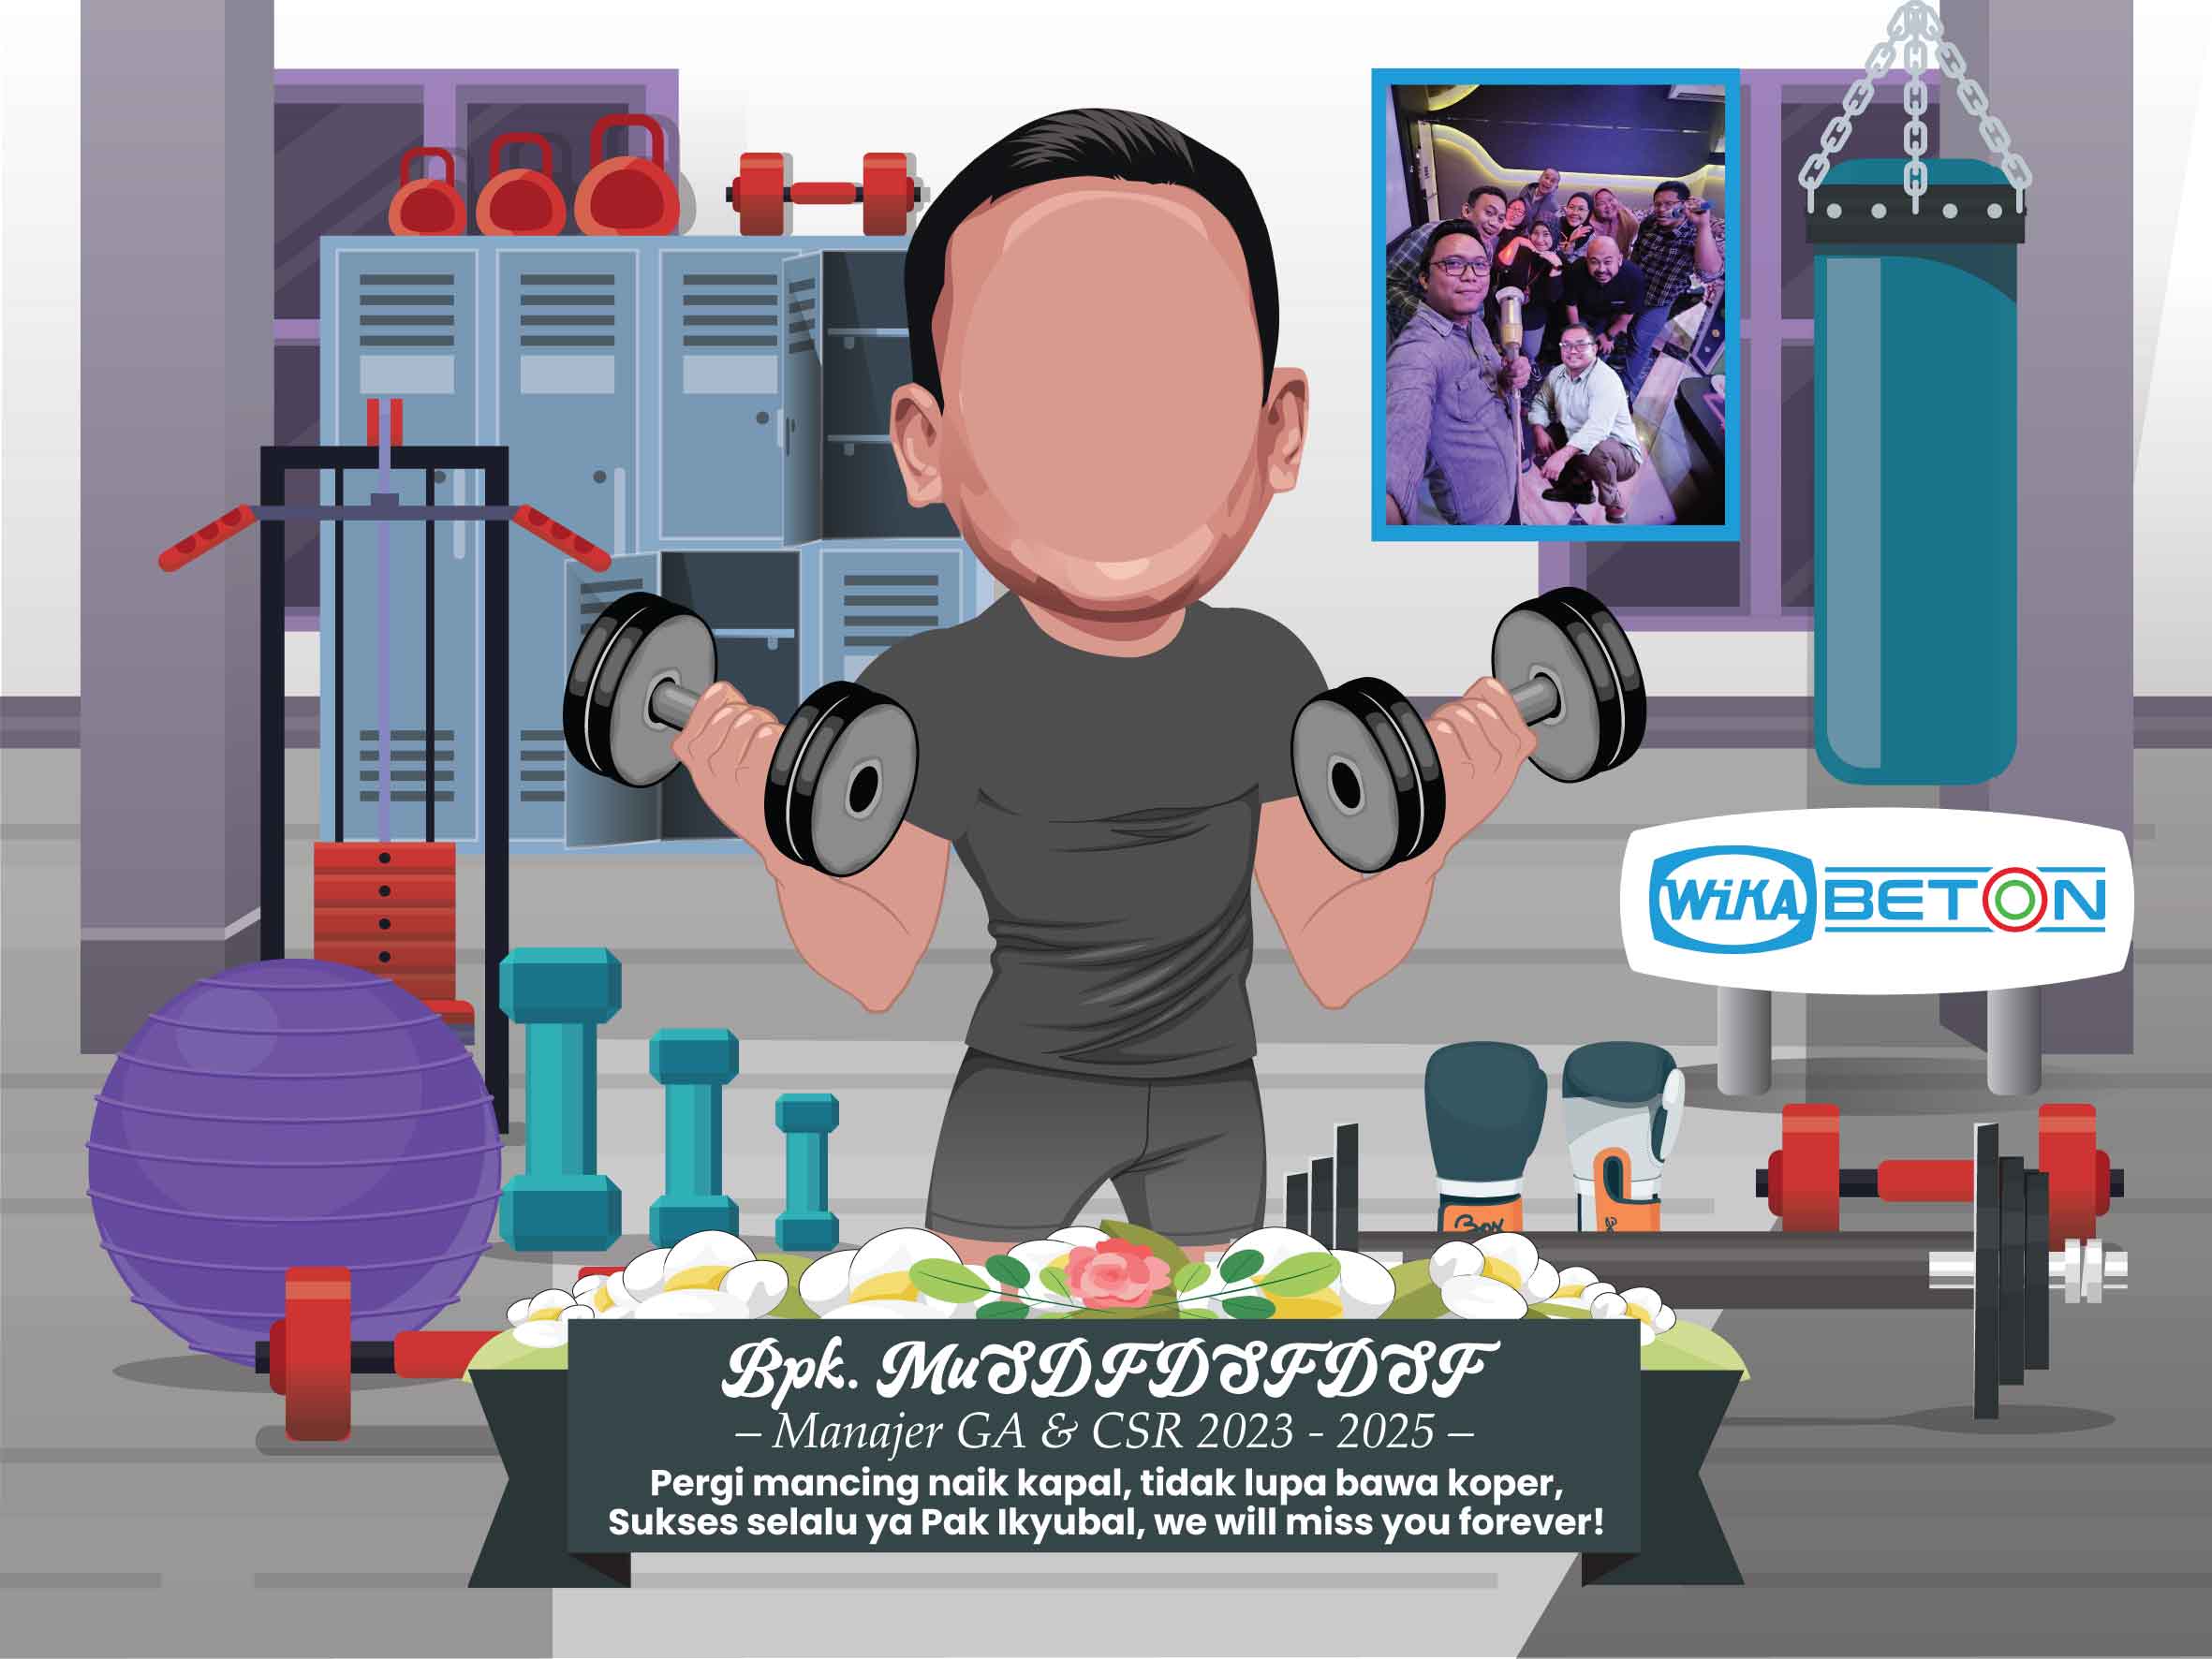 WiKA BETON
Box
Bpk. MuSDFDSFDSF
– Manajer GA & CSR 2023 - 2025 –
Pergi mancing naik kapal, tidak lupa bawa koper,
Sukses selalu ya Pak Ikyubal, we will miss you forever!